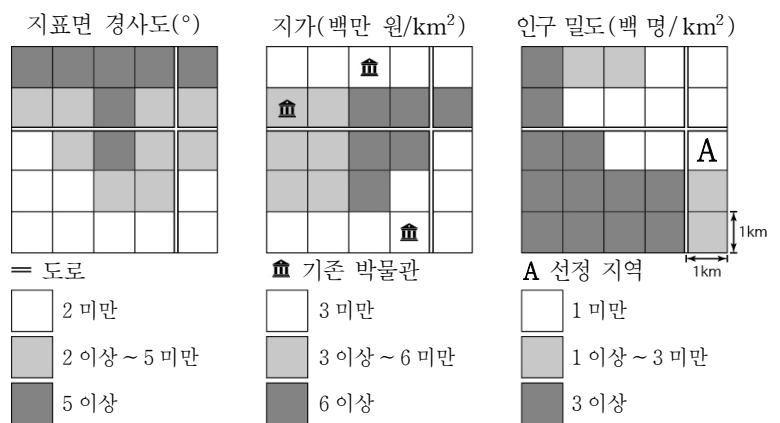 지표면 경사도(°)
지가(백만 원/km²)
인구 밀도(백 명/km²)
A
1km
1km
도로
기존 박물관
A 선정 지역
2 미만
3 미만
1 미만
2 이상~5 미만
3 이상~6 미만
1 이상~3 미만
5 이상
6 이상
3 이상